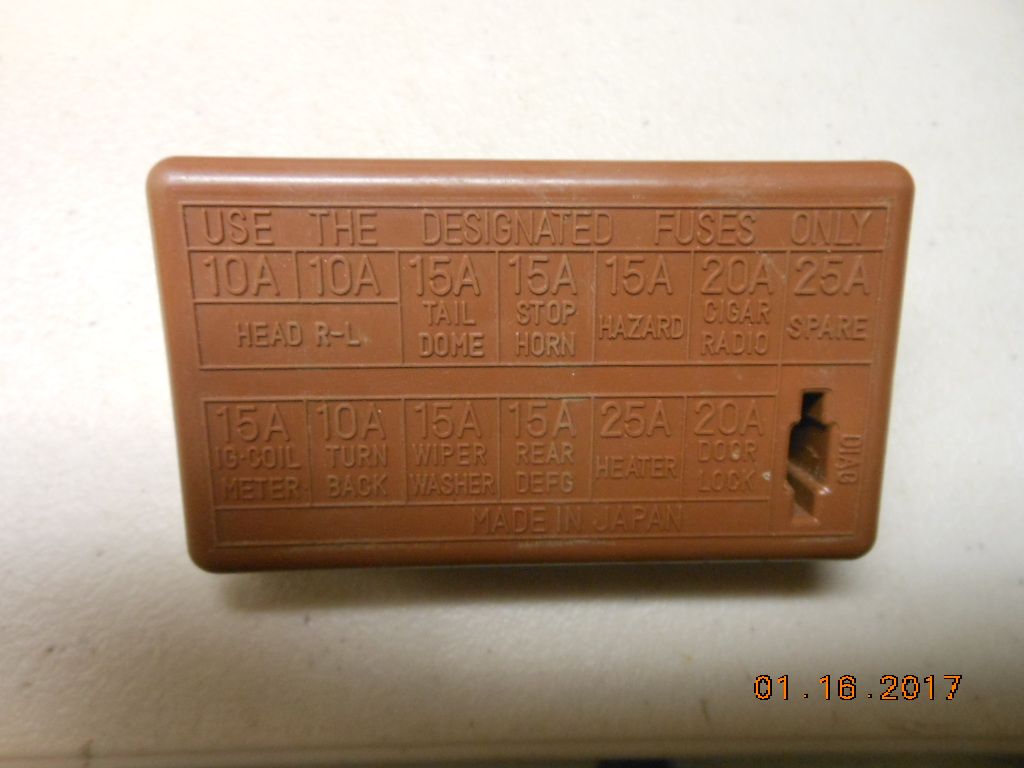 USE THE DESIGNATED FUSES ONLY
10A 10A 15A 15A 15A 20A 25A
HEAD R-L
TAIL
DOME
STOP
HORN
HAZARD
CIGAR
RADIO
SPARE
15A 10A 15A 15A 25A 20A
IG·COIL
METER
TURN
BACK
WIPER
WASHER
REAR
DEFG
HEATER
DOOR
LOCK
DIAG
MADE IN JAPAN
01.16.2017